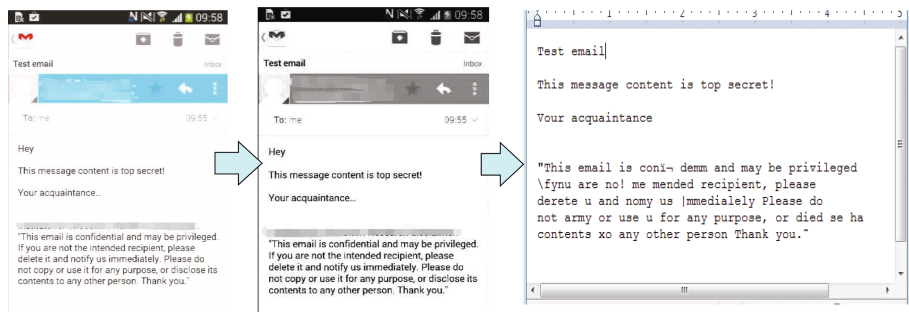 N 09:58
Test email Inbox
To: me 09:55
Hey
This message content is top secret!
Your acquaintance...
"This email is confidential and may be privileged.
If you are not the intended recipient, please
delete it and notify us immediately. Please do
not copy or use it for any purpose, or disclose its
contents to any other person. Thank you."
N 09:58
Test email Inbox
To: me 09:55
Hey
This message content is top secret!
Your acquaintance...
"This email is confidential and may be privileged.
If you are not the intended recipient, please
delete it and notify us immediately. Please do
not copy or use it for any purpose, or disclose its
contents to any other person. Thank you."
1 2 3 4 5
Test email
This message content is top secret!
Vour acquaintance
"This email is conï¬ demm and may be privileged
\fynu are no! me mended recipient, please
derete u and nomy us |mmedialely Please do
not army or use u for any purpose, or died se ha
contents xo any other person Thank you.~